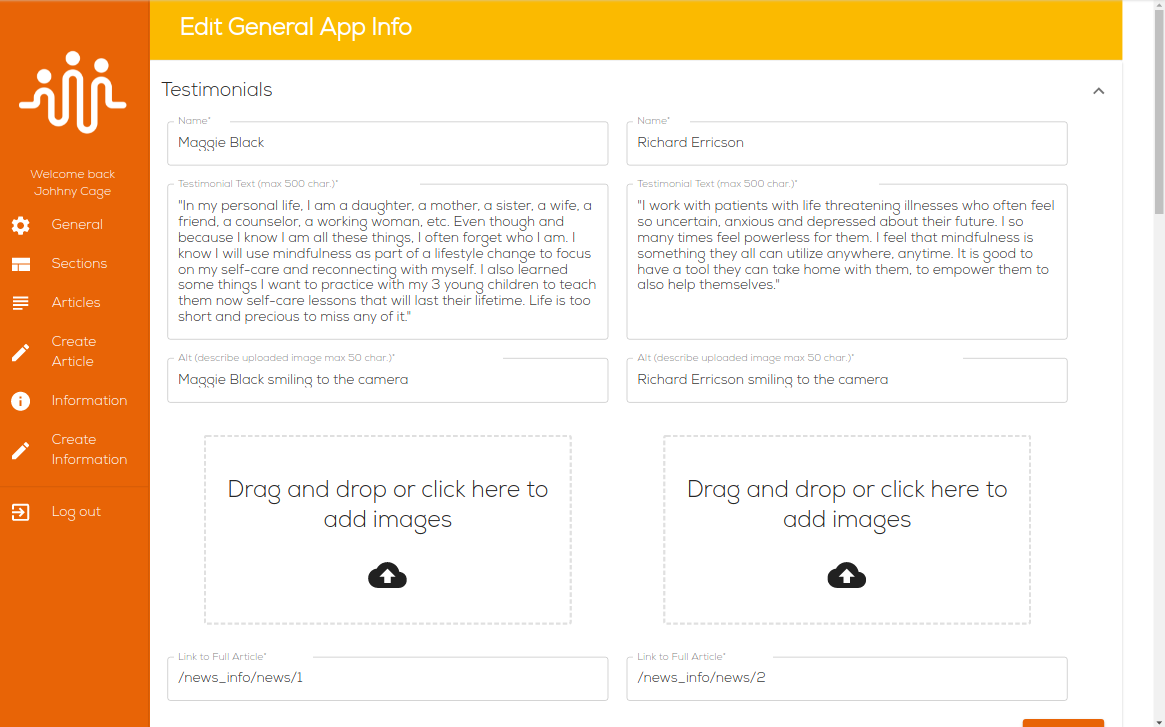 Edit General App Info
Welcome back
Johhny Cage
General
Sections
Articles
Create
Article
Information
Create
Information
Log out
Testimonials
Name*
Maggie Black
Testimonial Text (max 500 char.)*
"In my personal life, I am a daughter, a mother, a sister, a wife, a
friend, a counselor, a working woman, etc. Even though and
because I know I am all these things, I often forget who I am. I
know I will use mindfulness as part of a lifestyle change to focus
on my self-care and reconnecting with myself. I also learned
some things I want to practice with my 3 young children to teach
them now self-care lessons that will last their lifetime. Life is too
short and precious to miss any of it."
Alt (describe uploaded image max 50 char.)*
Maggie Black smiling to the camera
Drag and drop or click here to
add images
Link to Full Article*
/news_info/news/1
Name*
Richard Erricson
Testimonial Text (max 500 char.)*
"I work with patients with life threatening illnesses who often feel
so uncertain, anxious and depressed about their future. I so
many times feel powerless for them. I feel that mindfulness is
something they all can utilize anywhere, anytime. It is good to
have a tool they can take home with them, to empower them to
also help themselves."
Alt (describe uploaded image max 50 char.)*
Richard Erricson smiling to the camera
Drag and drop or click here to
add images
Link to Full Article*
/news_info/news/2